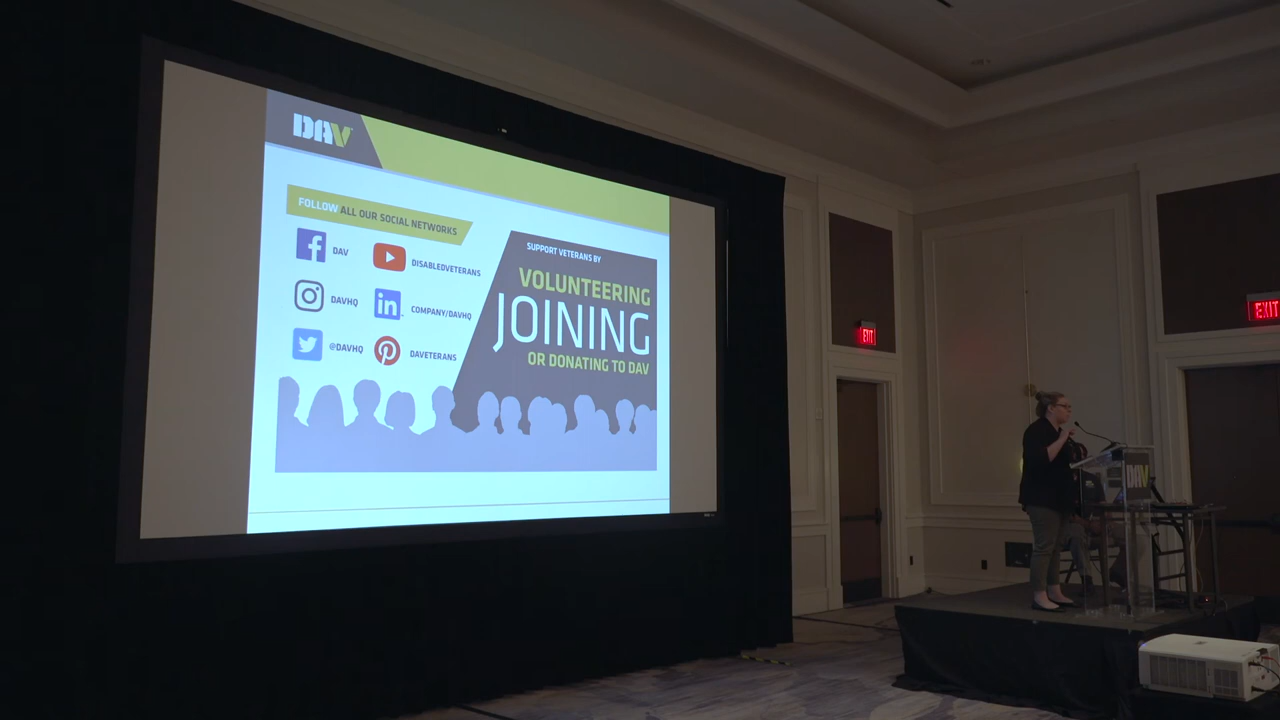 DAV
FOLLOW ALL OUR SOCIAL NETWORKS
DAV
DISABLEDVETERANS
DAVHQ
in
COMPANY/DAVHQ
@DAVHQ
DAVETERANS
SUPPORT VETERANS BY
VOLUNTEERING
JOINING
OR DONATING TO DAV
EXIT
EXIT
DAV